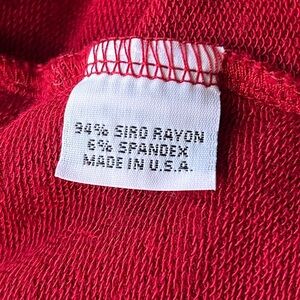 94% SIRO RAYON
6% SPANDEX
MADE IN U.S.A.